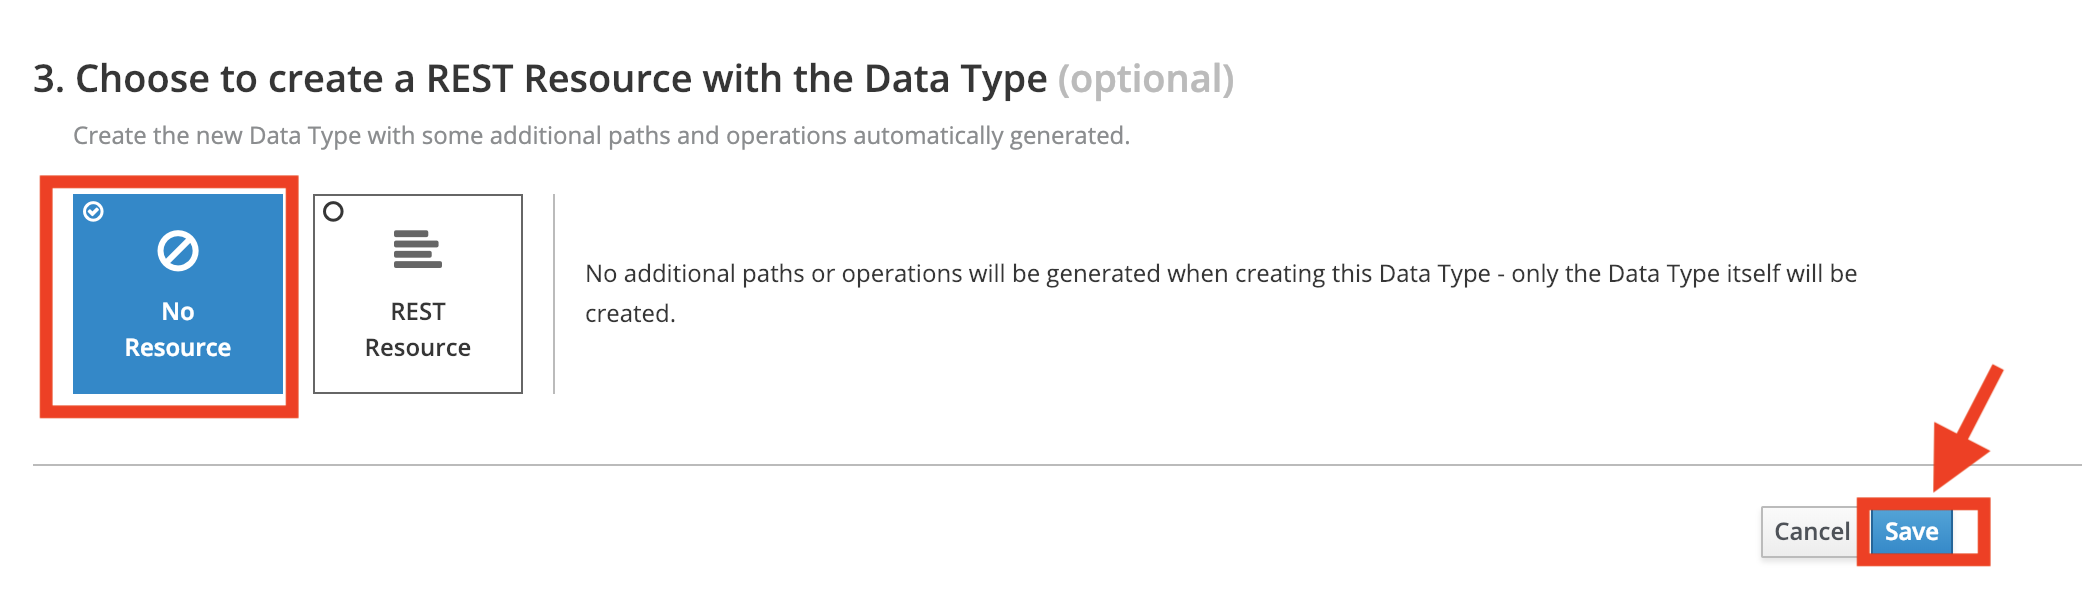 3. Choose to create a REST Resource with the Data Type (optional)
Create the new Data Type with some additional paths and operations automatically generated.
No
Resource
REST
Resource
No additional paths or operations will be generated when creating this Data Type - only the Data Type itself will be
created.
Cancel
Save